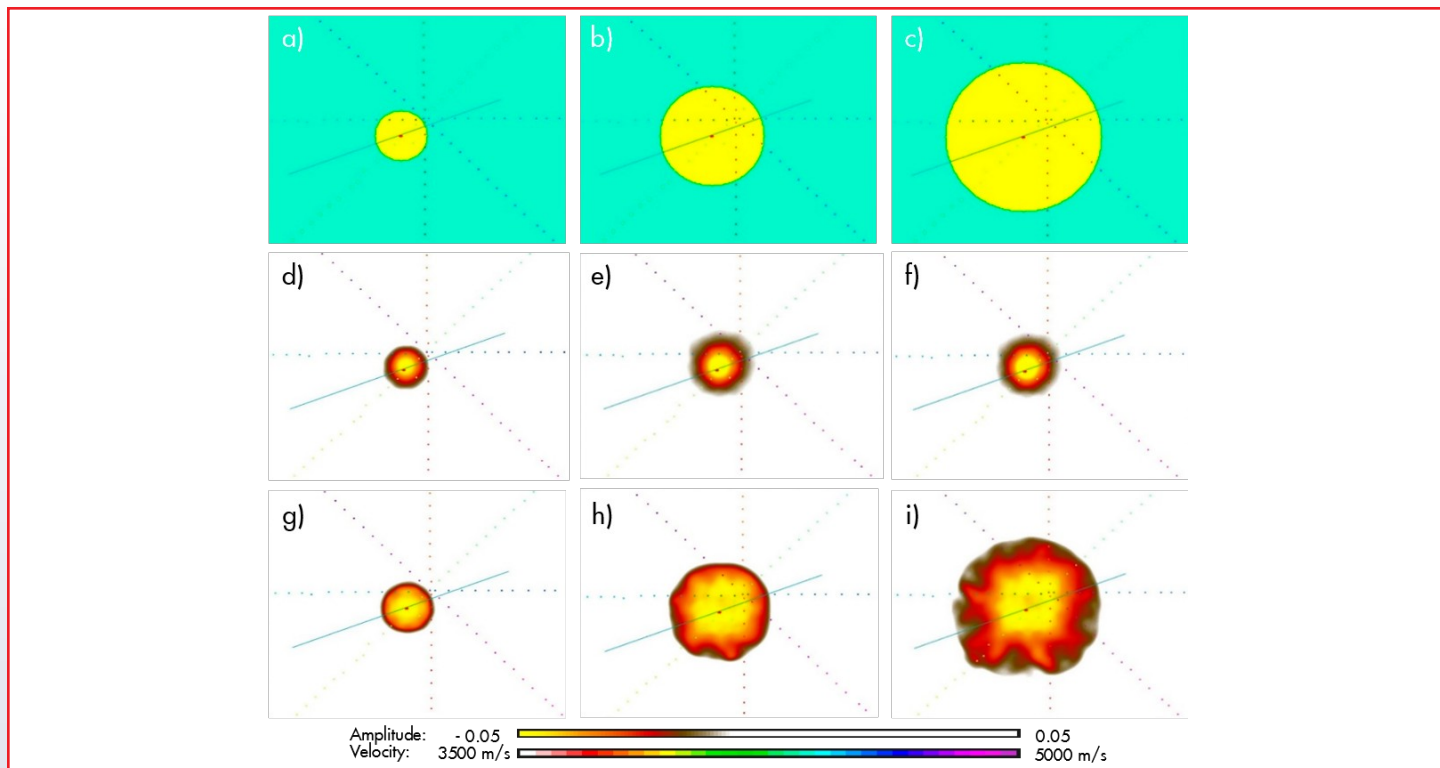 a) b) c)
d) e) f)
g) h) i)
Amplitude: - 0.05 0.05
Velocity: 3500 m/s 5000 m/s